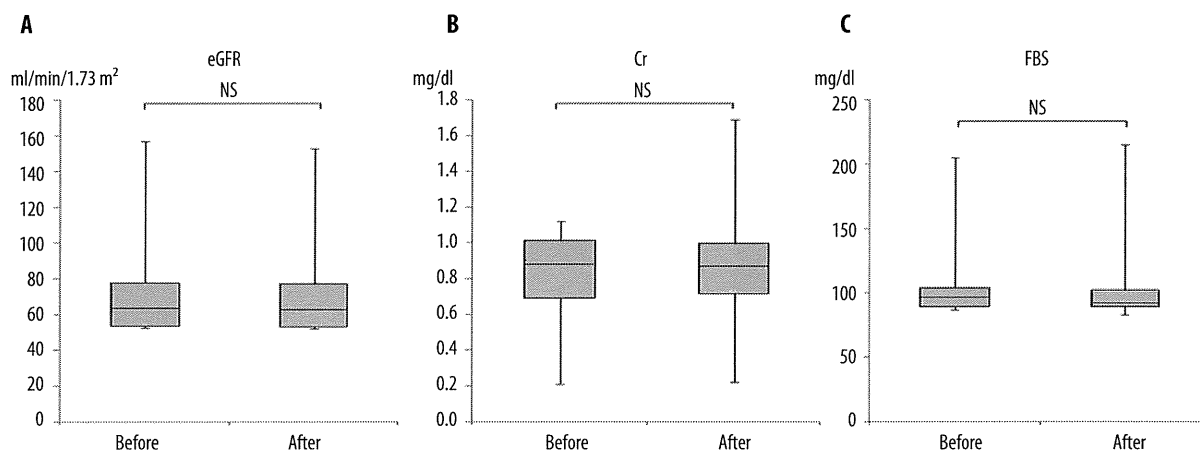 A
eGFR
ml/min/1.73 m²
NS
180
160
140
120
100
80
60
40
20
0
Before
After
B
Cr
mg/dl
NS
1.8
1.6
1.4
1.2
1.0
0.8
0.6
0.4
0.2
0.0
Before
After
C
FBS
mg/dl
NS
250
200
150
100
50
0
Before
After